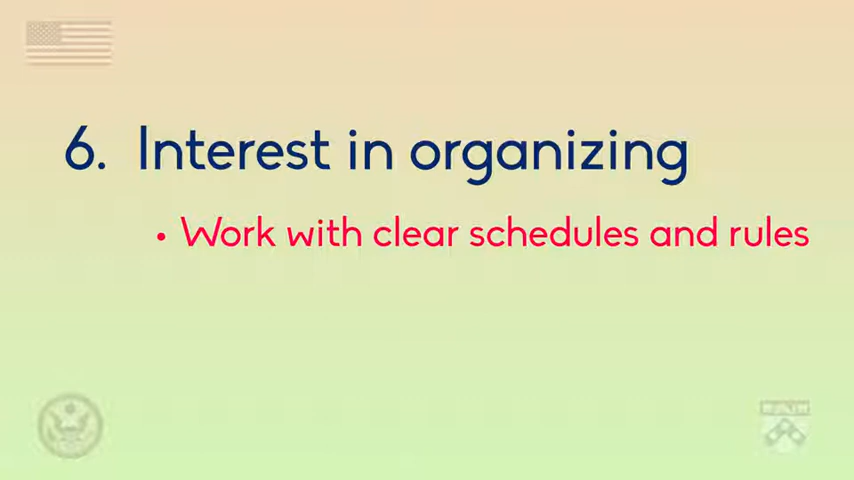 6. Interest in organizing
• Work with clear schedules and rules